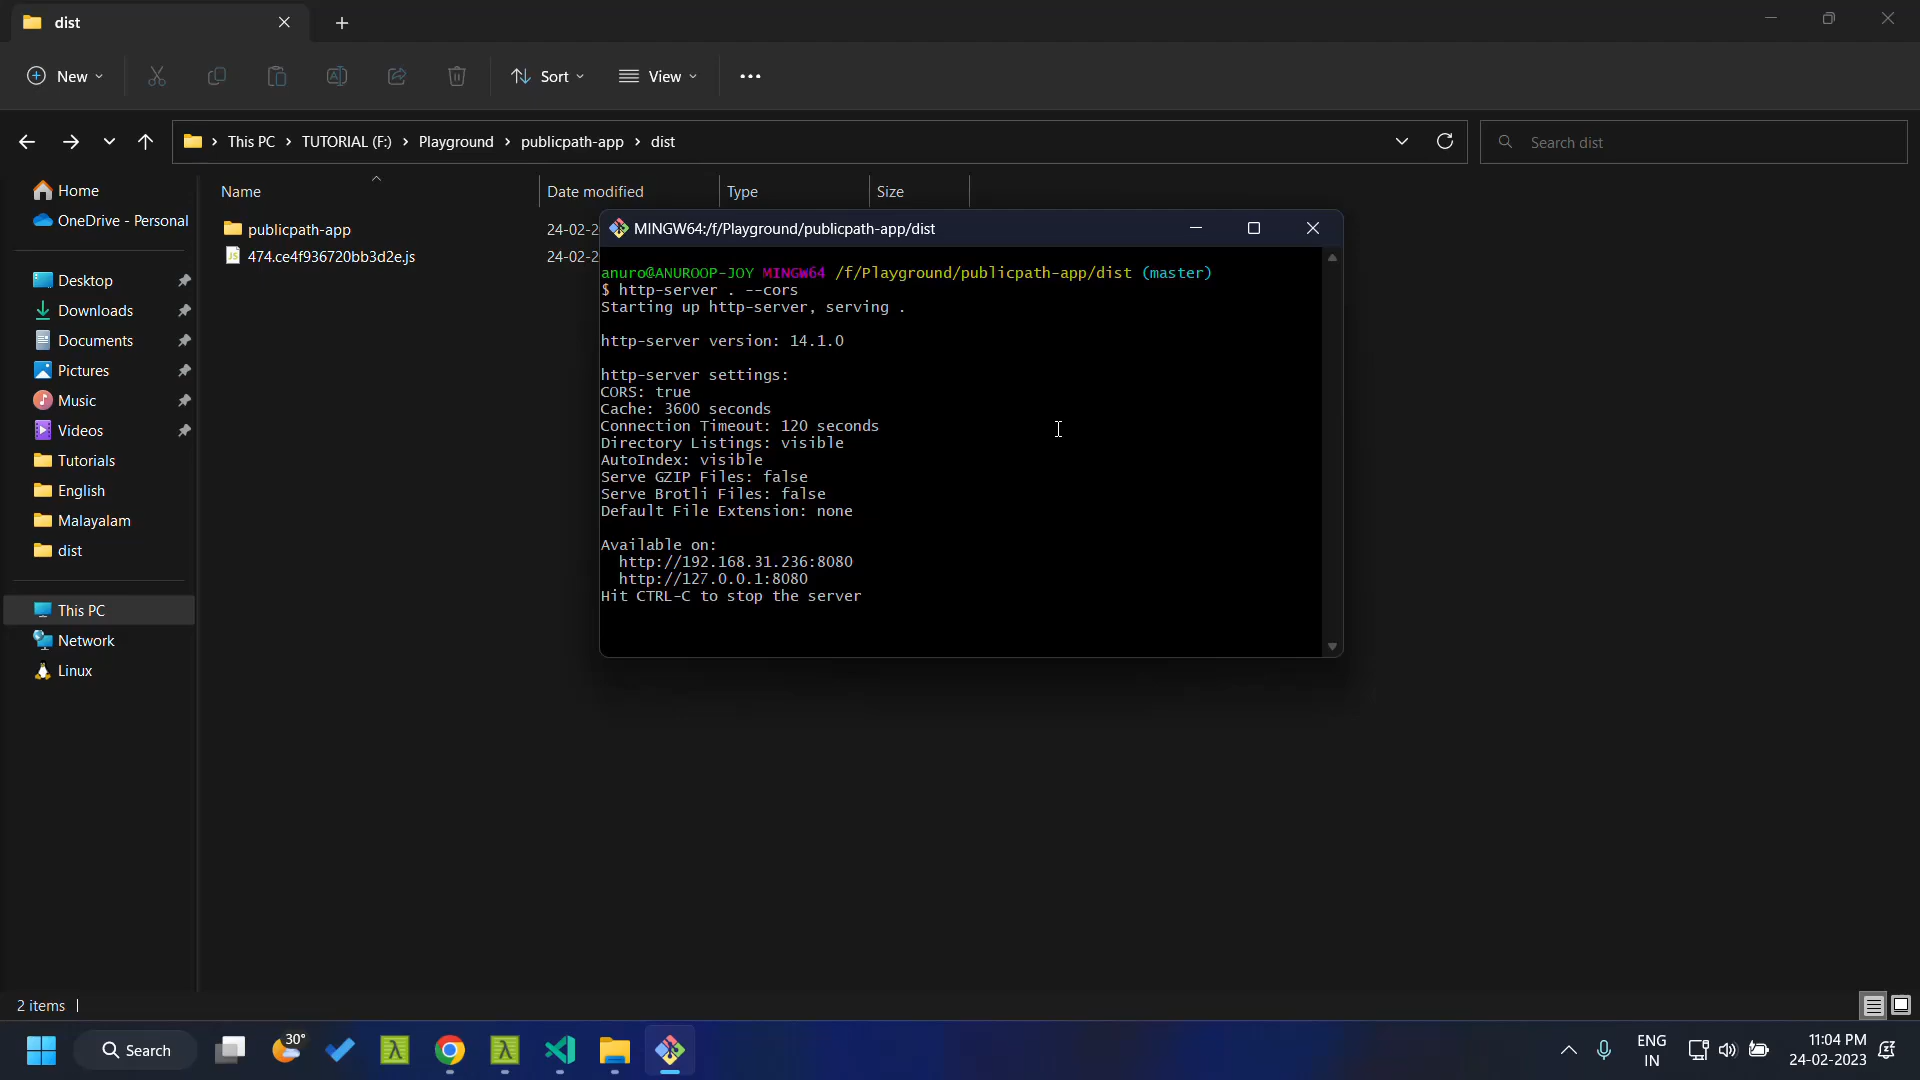 dist
New
Sort
View
This PC > TUTORIAL (F:) > Playground > publicpath-app > dist
Search dist
Home
OneDrive - Personal
Desktop
Downloads
Documents
Pictures
Music
Videos
Tutorials
English
Malayalam
dist
This PC
Network
Linux
Name Date modified Type Size
publicpath-app 24-02-2
474.ce4f936720bb3d2e.js 24-02-2
MINGW64:/f/Playground/publicpath-app/dist
anuro@ANUROOP-JOY MINGW64 /f/Playground/publicpath-app/dist (master)
$ http-server . --cors
Starting up http-server, serving .
http-server version: 14.1.0
http-server settings:
CORS: true
Cache: 3600 seconds
Connection Timeout: 120 seconds
Directory Listings: visible
AutoIndex: visible
Serve GZIP Files: false
Serve Brotli Files: false
Default File Extension: none
Available on:
http://192.168.31.236:8080
http://127.0.0.1:8080
Hit CTRL-C to stop the server
2 items
Search
30°
ENG
IN
11:04 PM
24-02-2023